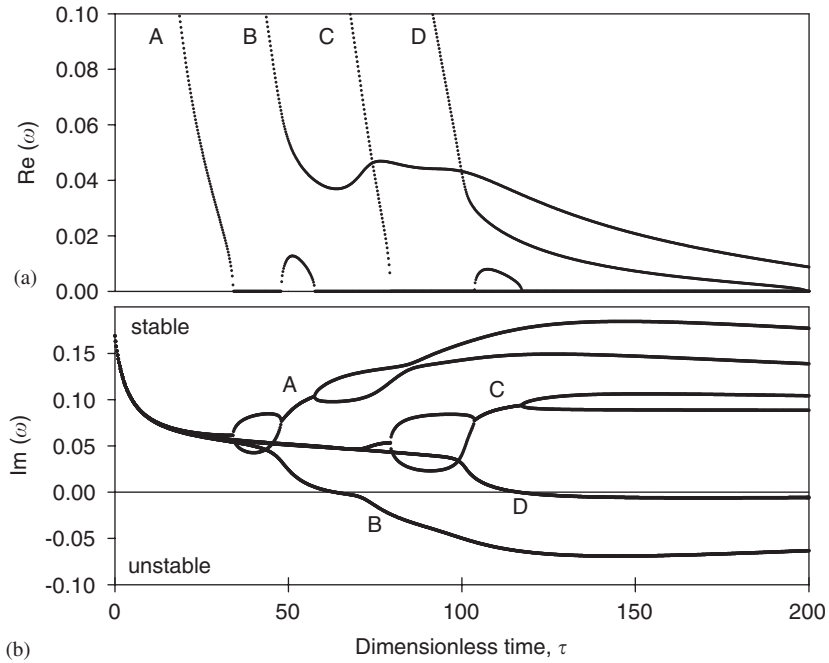 0.10
A
B
C
D
0.08
0.06
Re (ω)
0.04
0.02
(a)
0.00
stable
0.15
A
C
0.10
Im (ω)
0.05
0.00
D
B
-0.05
unstable
-0.10
0
50
100
150
200
(b)
Dimensionless time, τ